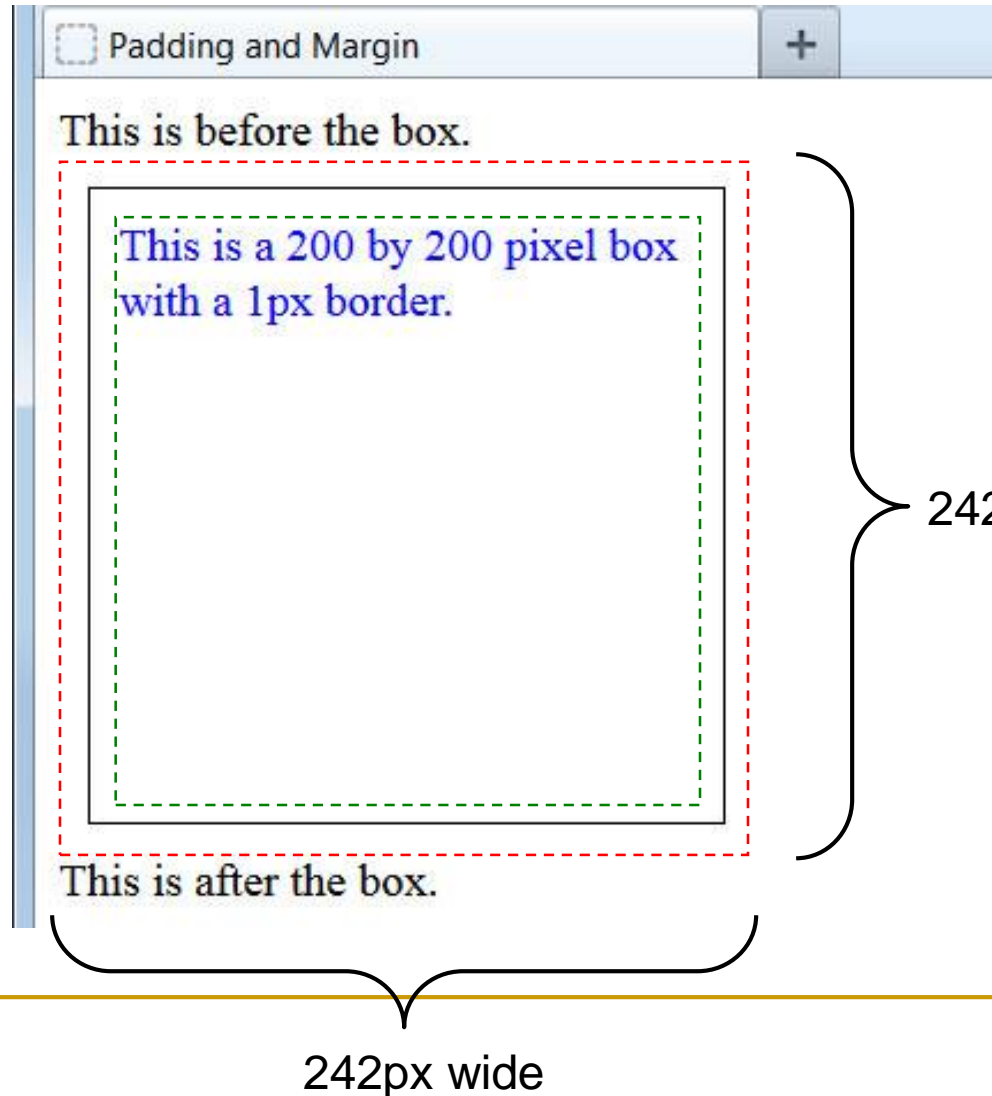 Padding and Margin
+
This is before the box.
This is a 200 by 200 pixel box
with a 1px border.
242
This is after the box.
242px wide